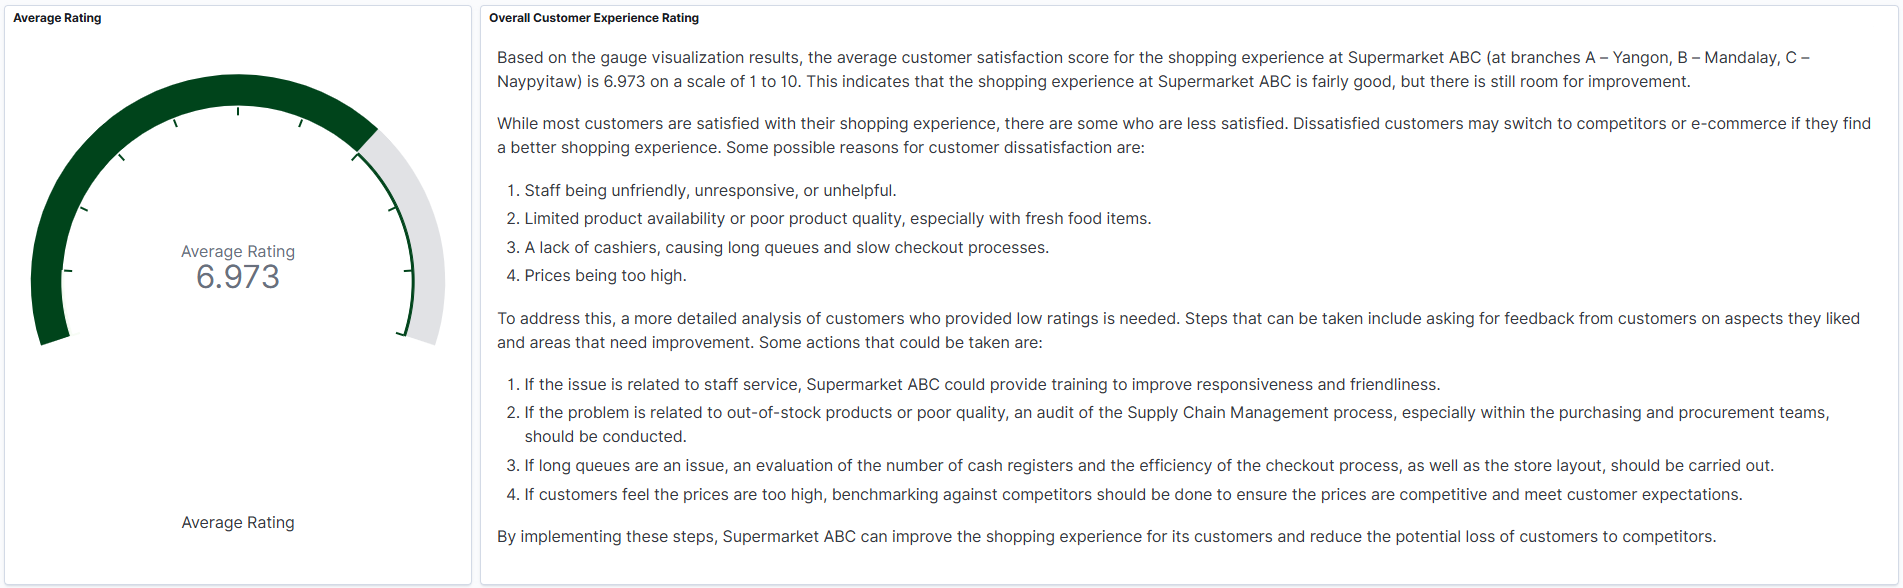 Average Rating
Average Rating
6.973
Average Rating
Overall Customer Experience Rating
Based on the gauge visualization results, the average customer satisfaction score for the shopping experience at Supermarket ABC (at branches A – Yangon, B – Mandalay, C –
Naypyitaw) is 6.973 on a scale of 1 to 10. This indicates that the shopping experience at Supermarket ABC is fairly good, but there is still room for improvement.
While most customers are satisfied with their shopping experience, there are some who are less satisfied. Dissatisfied customers may switch to competitors or e-commerce if they find
a better shopping experience. Some possible reasons for customer dissatisfaction are:
1. Staff being unfriendly, unresponsive, or unhelpful.
2. Limited product availability or poor product quality, especially with fresh food items.
3. A lack of cashiers, causing long queues and slow checkout processes.
4. Prices being too high.
To address this, a more detailed analysis of customers who provided low ratings is needed. Steps that can be taken include asking for feedback from customers on aspects they liked
and areas that need improvement. Some actions that could be taken are:
1. If the issue is related to staff service, Supermarket ABC could provide training to improve responsiveness and friendliness.
2. If the problem is related to out-of-stock products or poor quality, an audit of the Supply Chain Management process, especially within the purchasing and procurement teams,
should be conducted.
3. If long queues are an issue, an evaluation of the number of cash registers and the efficiency of the checkout process, as well as the store layout, should be carried out.
4. If customers feel the prices are too high, benchmarking against competitors should be done to ensure the prices are competitive and meet customer expectations.
By implementing these steps, Supermarket ABC can improve the shopping experience for its customers and reduce the potential loss of customers to competitors.